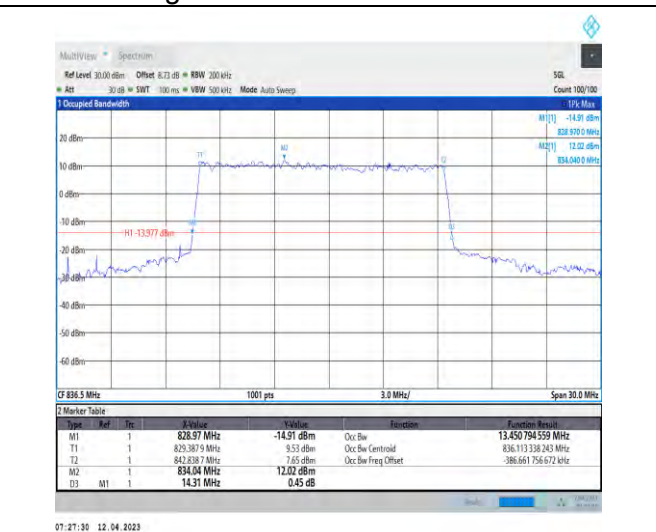 MultiView Spectrum
Ref Level 30.00 dBm Offset 8.73 dB RBW 200 kHz SGL
Att 30 dB SWT 100 ms VBW 500 kHz Mode Auto Sweep Count 100/100
1 Occupied Bandwidth 1Pk Max
M1[1] -14.91 dBm
828.970 0 MHz
M2[1] 12.02 dBm
834.040 0 MHz
20 dBm
T1 M2 T2
10 dBm
0 dBm
-10 dBm
H1 -13.977 dBm
-20 dBm
-30 dBm
-40 dBm
-50 dBm
-60 dBm
CF 836.5 MHz 1001 pts 3.0 MHz/ Span 30.0 MHz
2 Marker Table
Type Ref Trc X-Value Y-Value Function Function Result
M1 1 828.97 MHz -14.91 dBm Occ Bw 13.450 794 559 MHz
T1 1 829.387 9 MHz 9.53 dBm Occ Bw Centroid 836.113 338 243 MHz
T2 1 842.838 7 MHz 7.65 dBm Occ Bw Freq Offset -386.661 756 672 kHz
M2 1 834.04 MHz 12.02 dBm
D3 M1 1 14.31 MHz 0.45 dB
07:27:30 12.04.2023